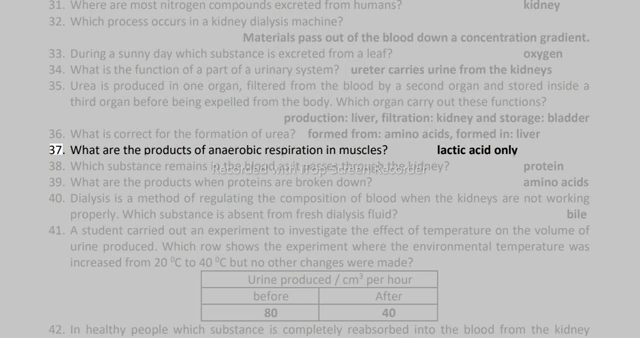 31. Where are most nitrogen compounds excreted from humans? kidney
32. Which process occurs in a kidney dialysis machine?
Materials pass out of the blood down a concentration gradient.
33. During a sunny day which substance is excreted from a leaf? oxygen
34. What is the function of a part of a urinary system? ureter carries urine from the kidneys
35. Urea is produced in one organ, filtered from the blood by a second organ and stored inside a
third organ before being expelled from the body. Which organ carry out these functions?
production: liver, filtration: kidney and storage: bladder
36. What is correct for the formation of urea? formed from: amino acids, formed in: liver
37. What are the products of anaerobic respiration in muscles? lactic acid only
38. Which substance remains in the blood as it passes through the kidney? protein
Recorded with iTop Screen Recorder
39. What are the products when proteins are broken down? amino acids
40. Dialysis is a method of regulating the composition of blood when the kidneys are not working
properly. Which substance is absent from fresh dialysis fluid? bile
41. A student carried out an experiment to investigate the effect of temperature on the volume of
urine produced. Which row shows the experiment where the environmental temperature was
increased from 20 ⁰C to 40 ⁰C but no other changes were made?
Urine produced / cm³ per hour
before After
80 40
42. In healthy people which substance is completely reabsorbed into the blood from the kidney